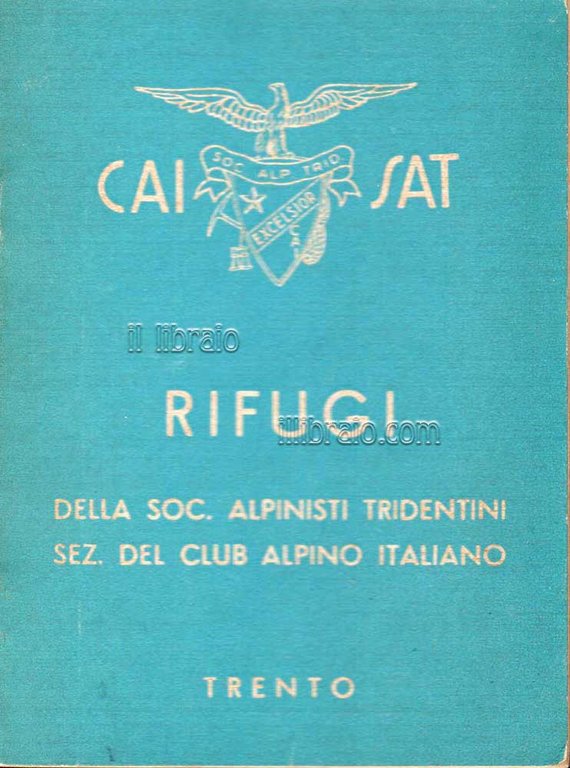 CAI SAT
SOC ALP TRID
EXCELSIOR
CAI
il libraio
RIFUGI
illibraio.com
DELLA SOC. ALPINISTI TRIDENTINI
SEZ. DEL CLUB ALPINO ITALIANO
TRENTO